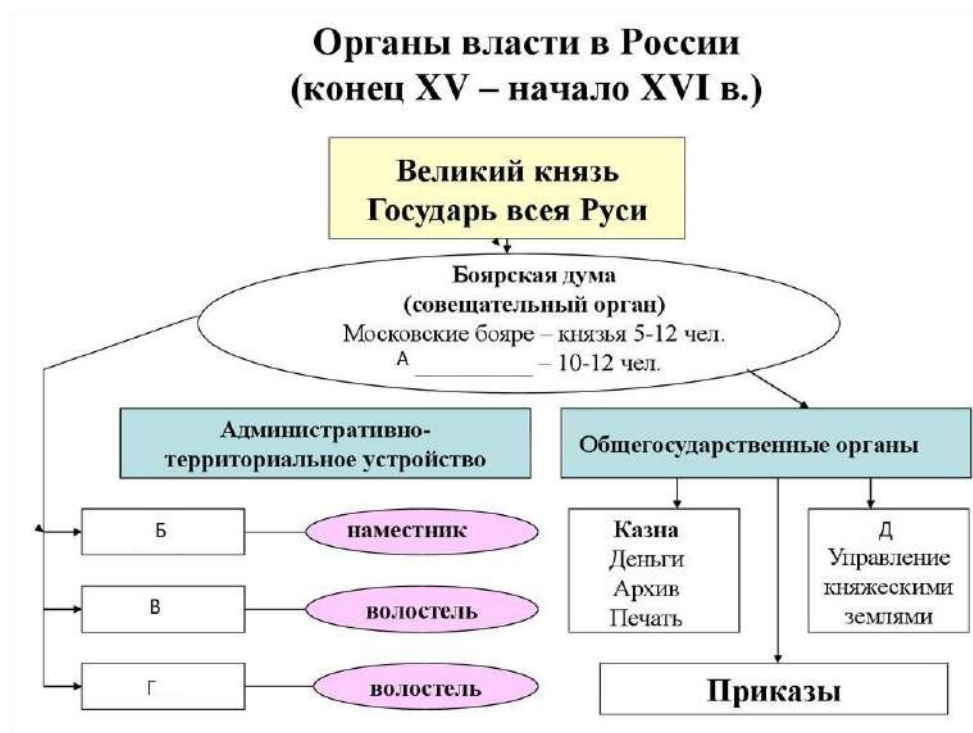 Органы власти в России
(конец XV – начало XVI в.)
Великий князь
Государь всея Руси
Боярская дума
(совещательный орган)
Московские бояре – князья 5-12 чел.
А __________ – 10-12 чел.
Административно-
территориальное устройство
Общегосударственные органы
Б
наместник
В
волостель
Г
волостель
Казна
Деньги
Архив
Печать
Д
Управление
княжескими
землями
Приказы